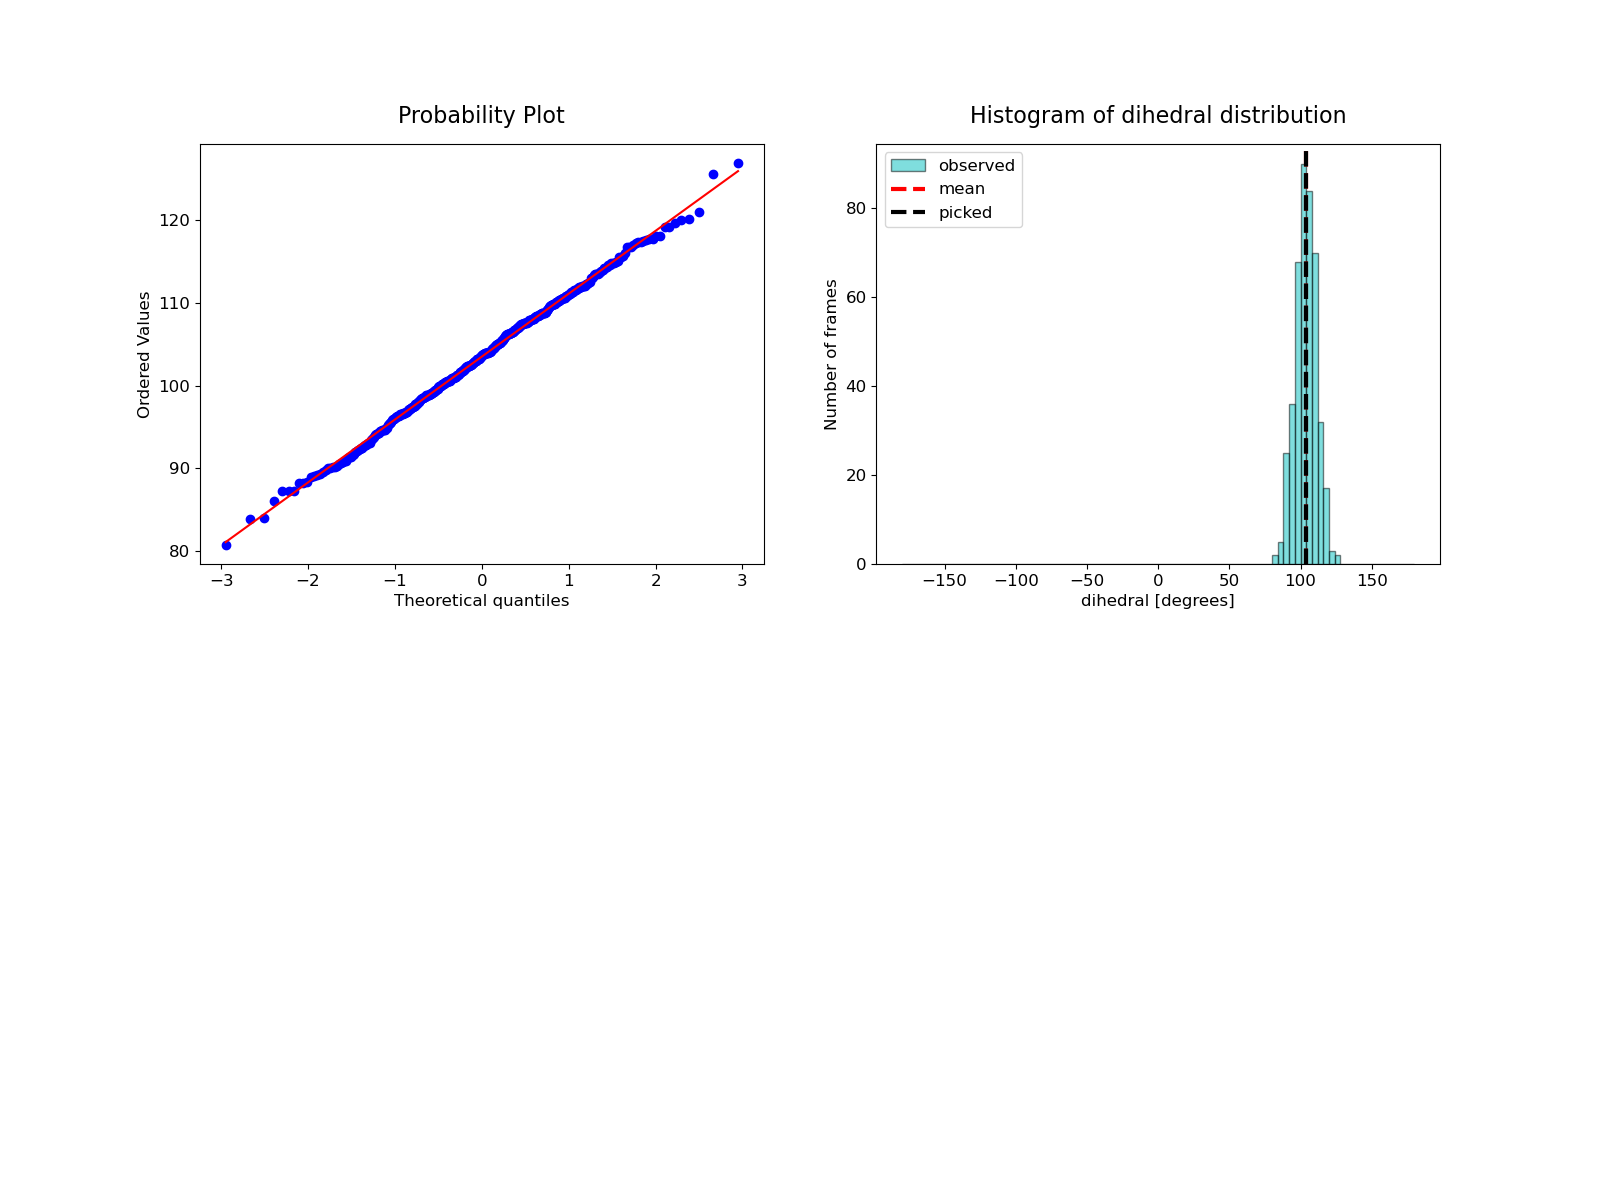 Probability Plot
Ordered Values
120
110
100
90
80
−3 −2 −1 0 1 2 3
Theoretical quantiles
Histogram of dihedral distribution
observed
mean
picked
Number of frames
80
60
40
20
0
−150 −100 −50 0 50 100 150
dihedral [degrees]